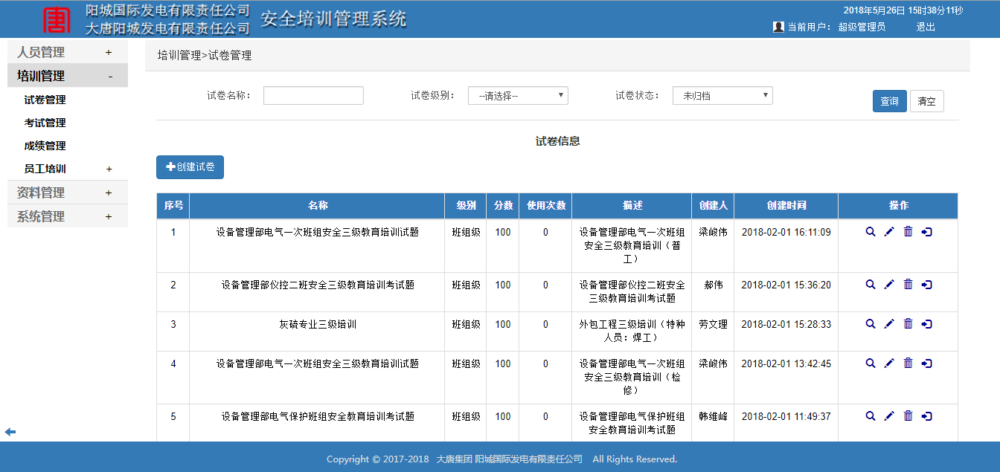 唐
阳城国际发电有限责任公司
大唐阳城发电有限责任公司
安全培训管理系统
2018年5月26日 15时38分11秒
当前用户： 超级管理员 退出
人员管理 +
培训管理 -
试卷管理
考试管理
成绩管理
员工培训 +
资料管理 +
系统管理 +
培训管理>试卷管理
试卷名称： 试卷级别： --请选择-- 试卷状态： 未归档 查询 清空
试卷信息
创建试卷
序号 名称 级别 分数 使用次数 描述 创建人 创建时间 操作
1 设备管理部电气一次班组安全三级教育培训试题 班组级 100 0 设备管理部电气一次班组 梁峻伟 2018-02-01 16:11:09
安全三级教育培训（普
工）
2 设备管理部仪控二班安全三级教育培训考试题 班组级 100 0 设备管理部仪控二班安全 郝伟 2018-02-01 15:36:20
三级教育培训考试题
3 灰硫专业三级培训 班组级 100 0 外包工程三级培训（特种 劳文理 2018-02-01 15:28:33
人员：焊工）
4 设备管理部电气一次班组安全三级教育培训试题 班组级 100 0 设备管理部电气一次班组 梁峻伟 2018-02-01 13:42:45
安全三级教育培训（检
修）
5 设备管理部电气保护班组安全教育培训考试题 班组级 100 0 设备管理部电气保护班组 韩维峰 2018-02-01 11:49:37
安全教育培训考试题
Copyright © 2017-2018 大唐集团 阳城国际发电有限责任公司 All Rights Reserved.